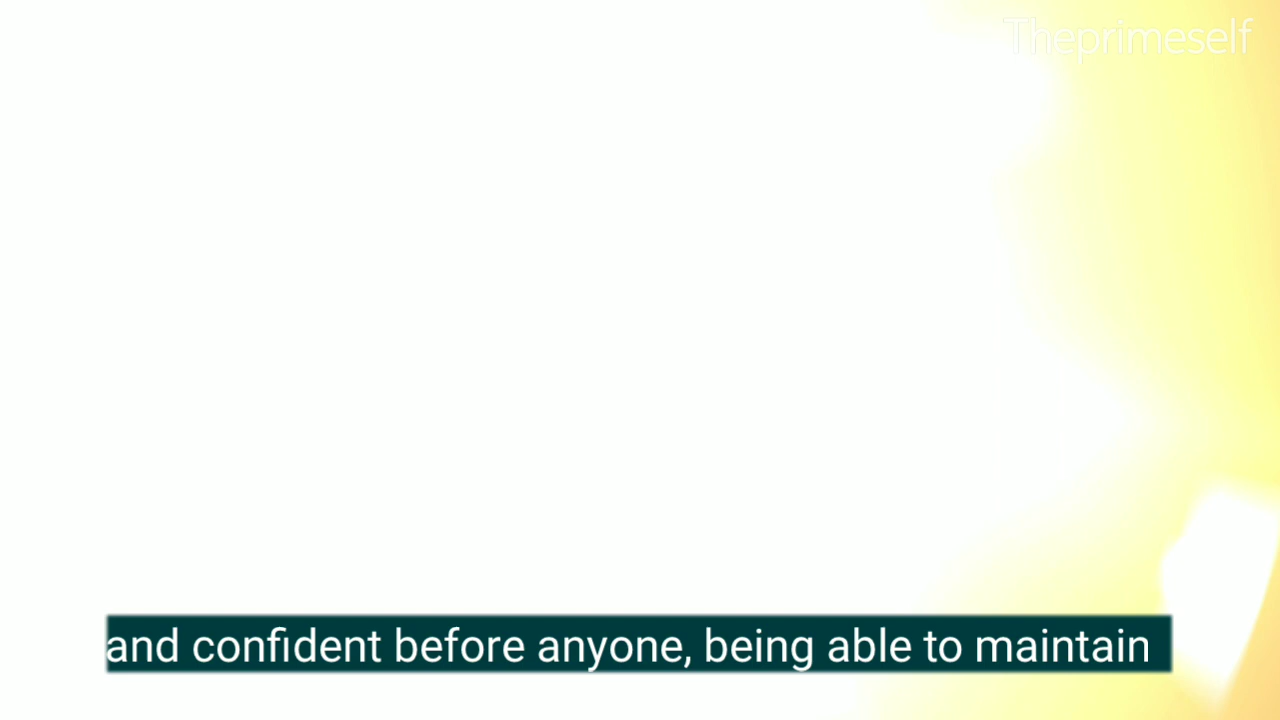 Theprimeself
and confident before anyone, being able to maintain